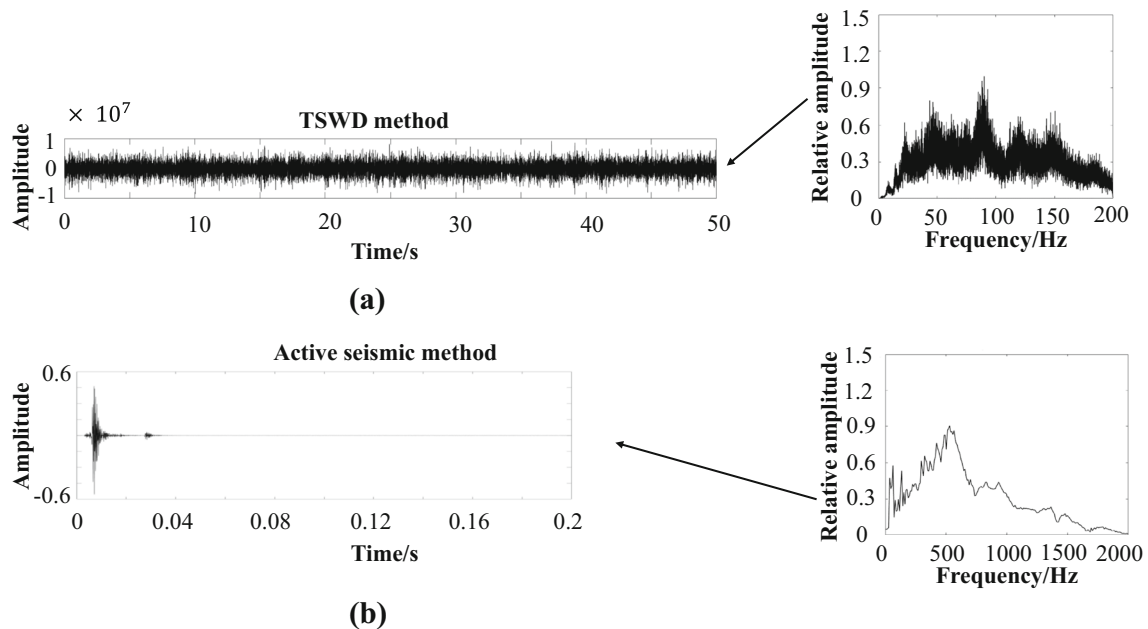 × 10⁷
TSWD method
Amplitude
1
0
-1
0 10 20 30 40 50
Time/s
Relative amplitude
1.5
1.2
0.9
0.6
0.3
0
0 50 100 150 200
Frequency/Hz
(a)
Active seismic method
Amplitude
0.6
-0.6
0 0.04 0.08 0.12 0.16 0.2
Time/s
Relative amplitude
1.5
1.2
0.9
0.6
0.3
0
0 500 1000 1500 2000
Frequency/Hz
(b)